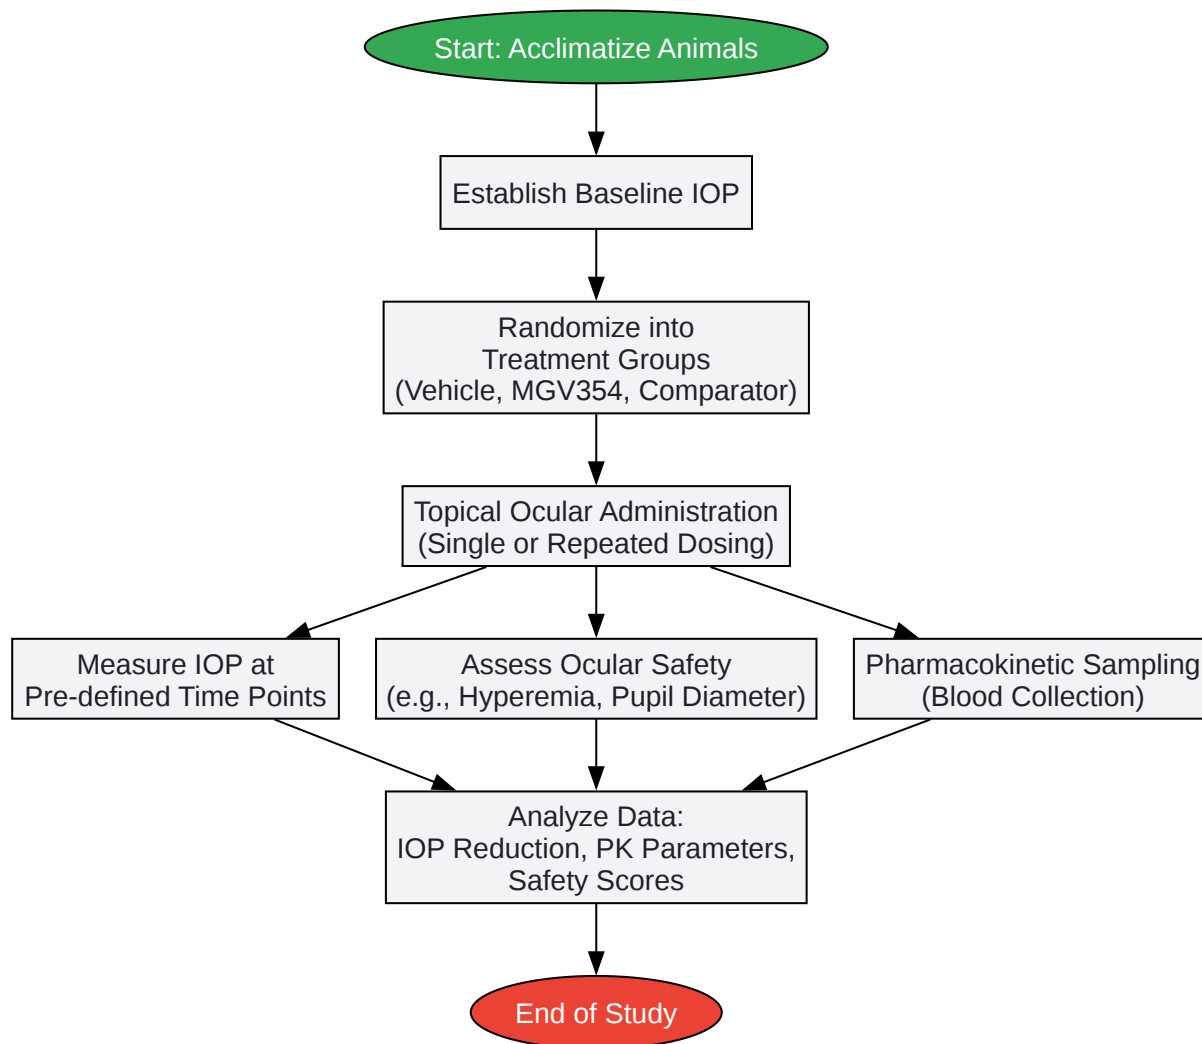 Start: Acclimatize Animals
Establish Baseline IOP
Randomize into
Treatment Groups
(Vehicle, MGV354, Comparator)
Topical Ocular Administration
(Single or Repeated Dosing)
Measure IOP at
Pre-defined Time Points
Assess Ocular Safety
(e.g., Hyperemia, Pupil Diameter)
Pharmacokinetic Sampling
(Blood Collection)
Analyze Data:
IOP Reduction, PK Parameters,
Safety Scores
End of Study